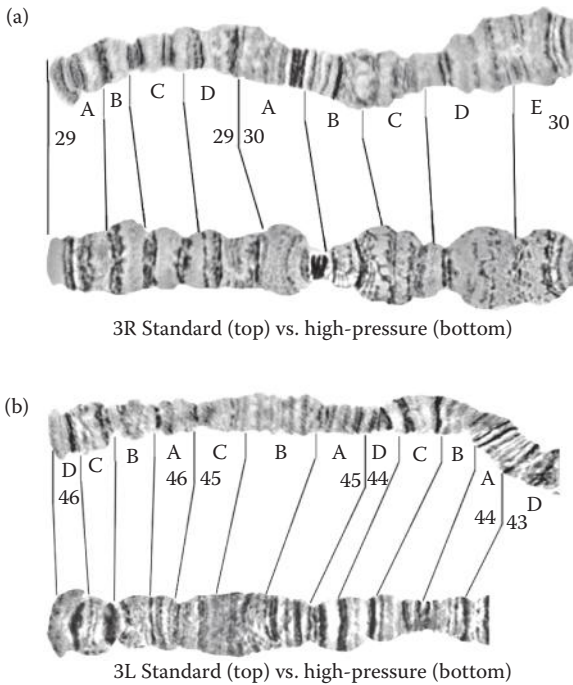 (a)
A B C D A B C D E
29 29 30 30
3R Standard (top) vs. high-pressure (bottom)
(b)
D C B A C B A D C B A D
46 46 45 45 44 44 43
3L Standard (top) vs. high-pressure (bottom)